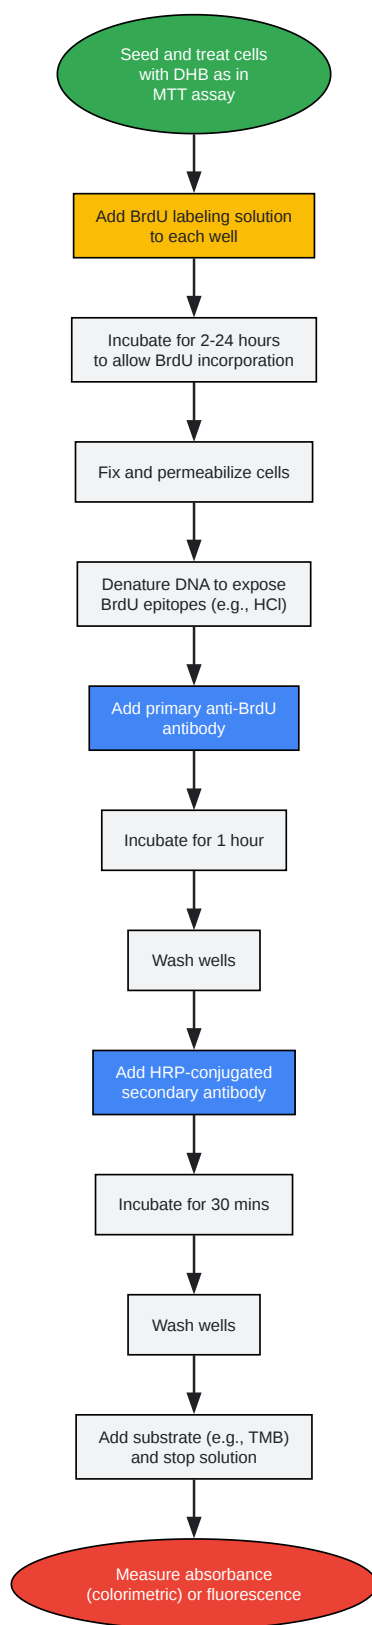 Seed and treat cells
with DHB as in
MTT assay
Add BrdU labeling solution
to each well
Incubate for 2-24 hours
to allow BrdU incorporation
Fix and permeabilize cells
Denature DNA to expose
BrdU epitopes (e.g., HCl)
Add primary anti-BrdU
antibody
Incubate for 1 hour
Wash wells
Add HRP-conjugated
secondary antibody
Incubate for 30 mins
Wash wells
Add substrate (e.g., TMB)
and stop solution
Measure absorbance
(colorimetric) or fluorescence